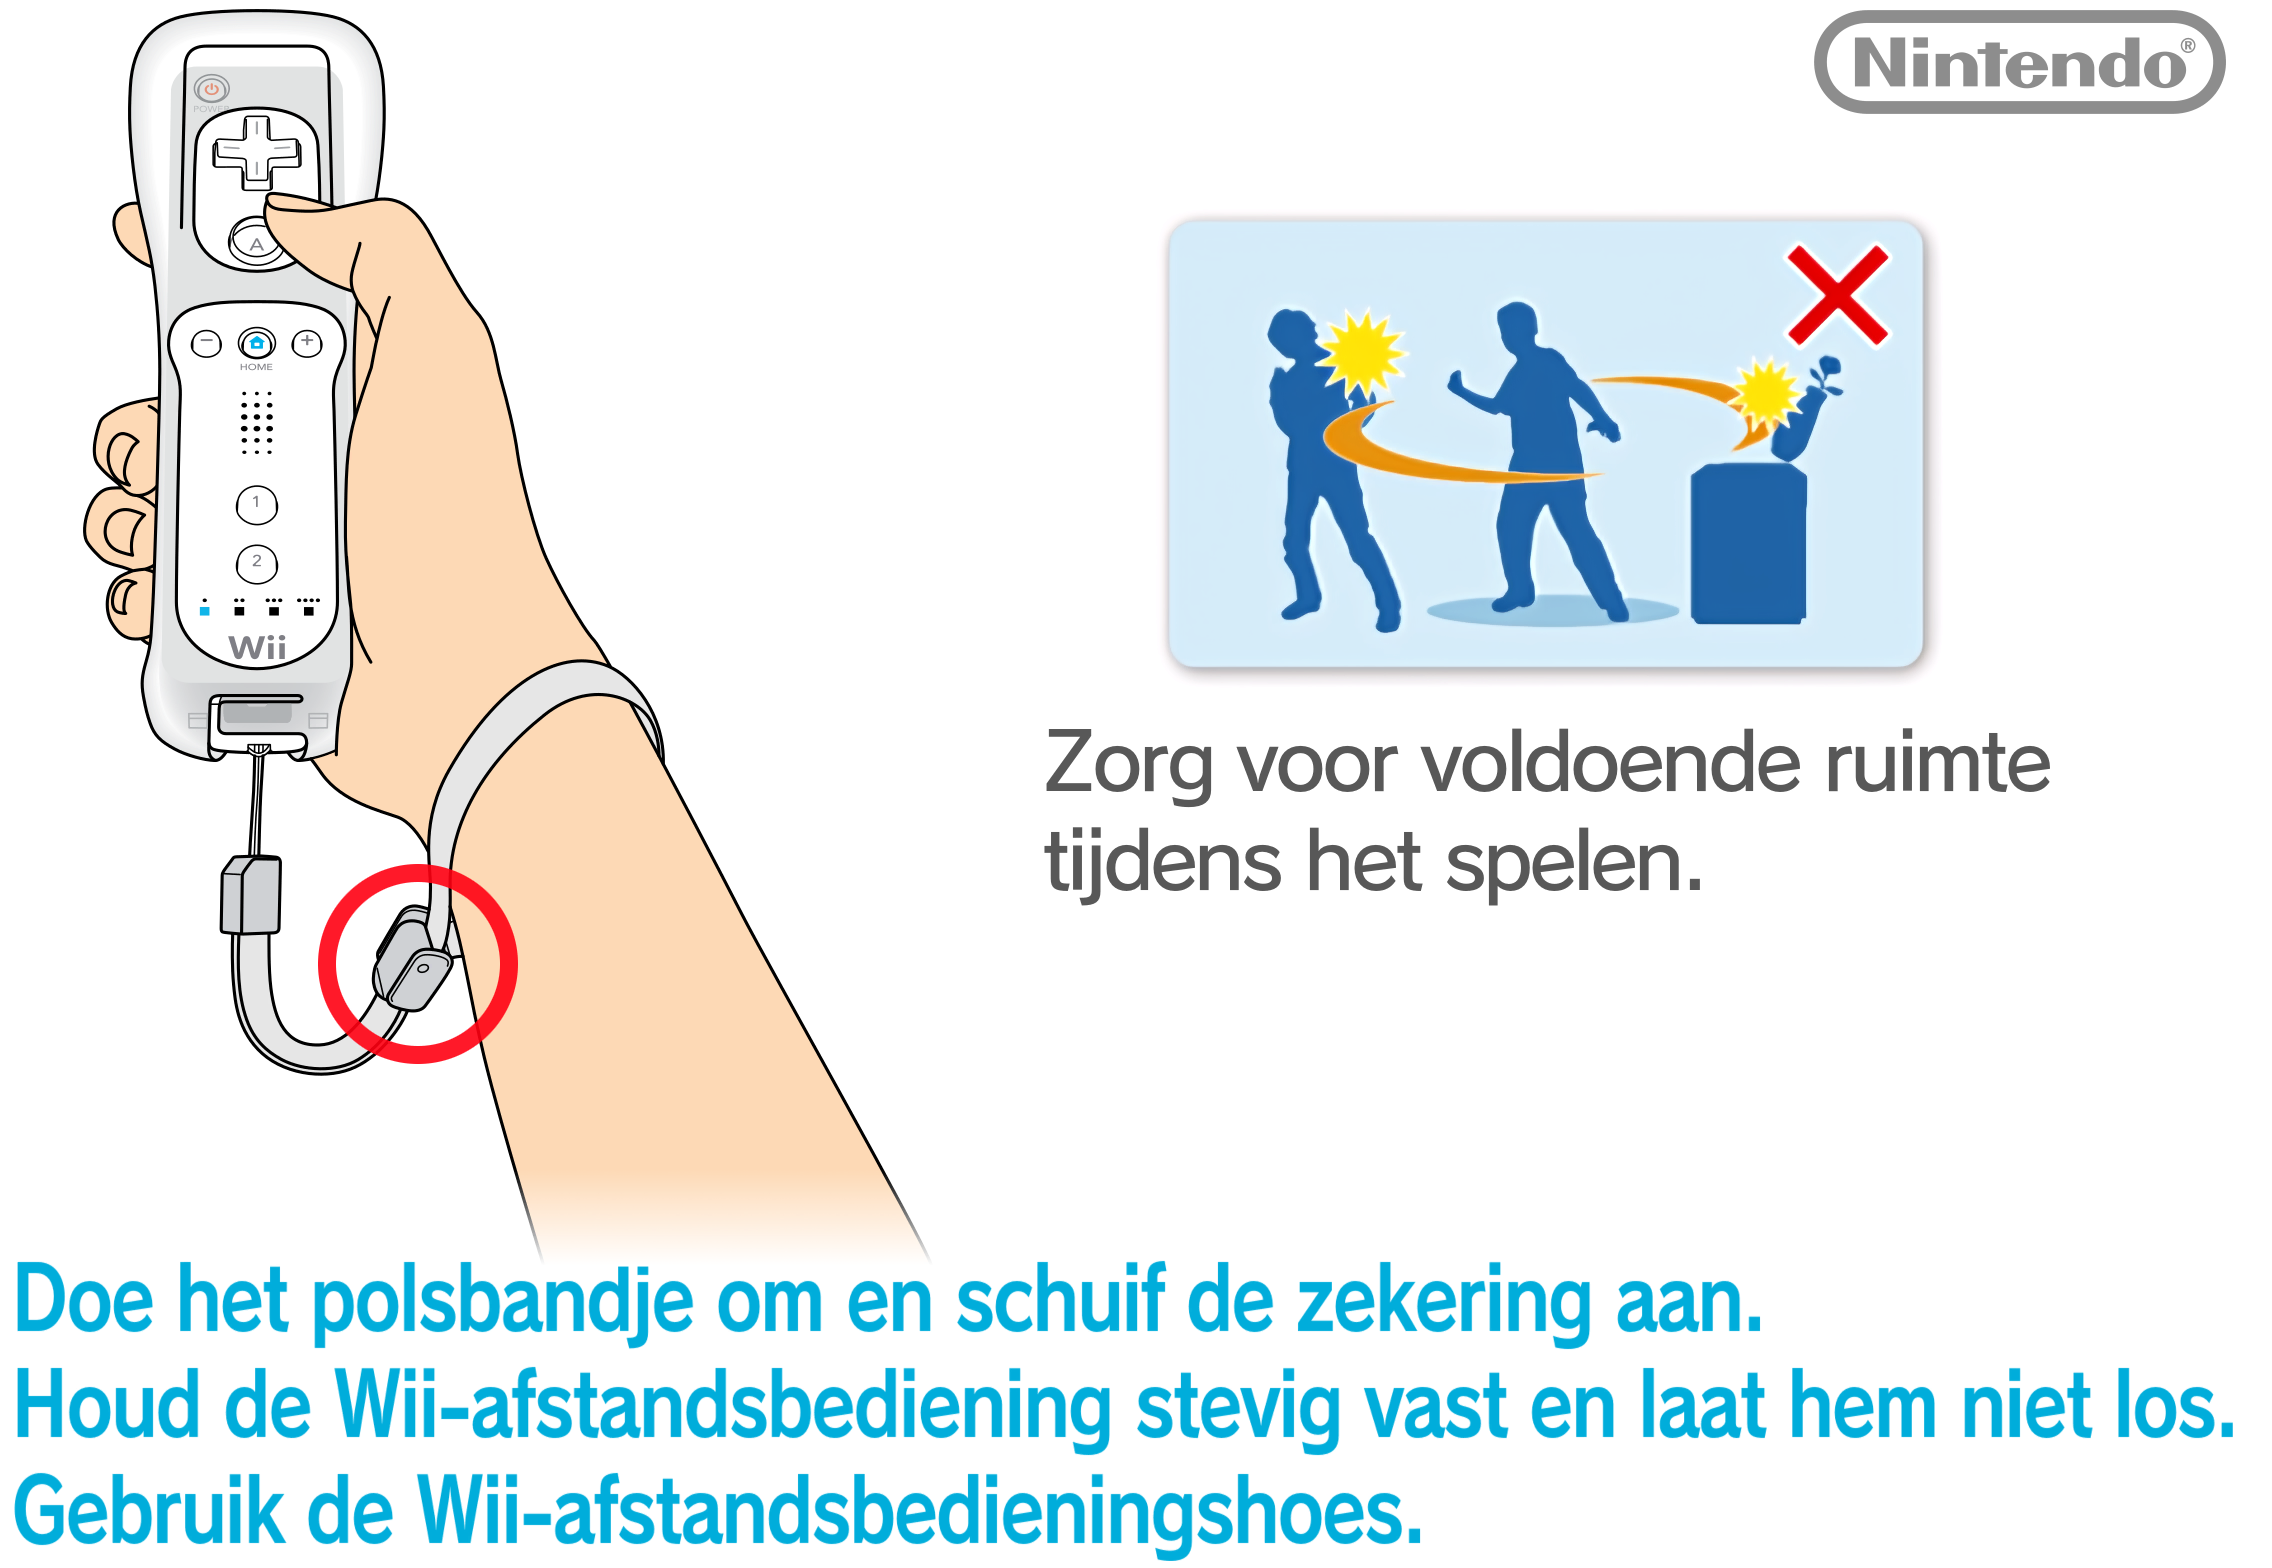 Nintendo®
POWER
A
HOME
1
2
Wii
Zorg voor voldoende ruimte
tijdens het spelen.
Doe het polsbandje om en schuif de zekering aan.
Houd de Wii-afstandsbediening stevig vast en laat hem niet los.
Gebruik de Wii-afstandsbedieningshoes.